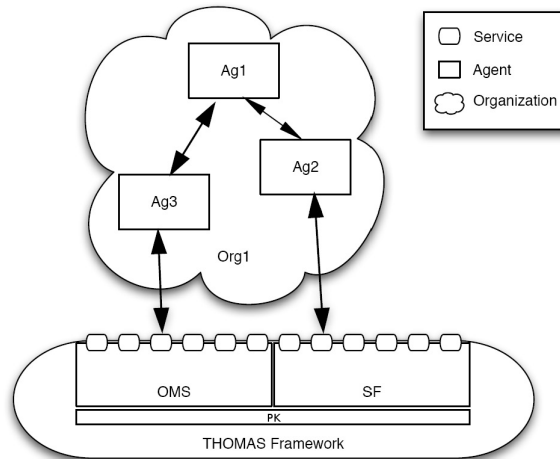 Ag1
Service
Agent
Organization
Ag2
Ag3
Org1
OMS
SF
PK
THOMAS Framework